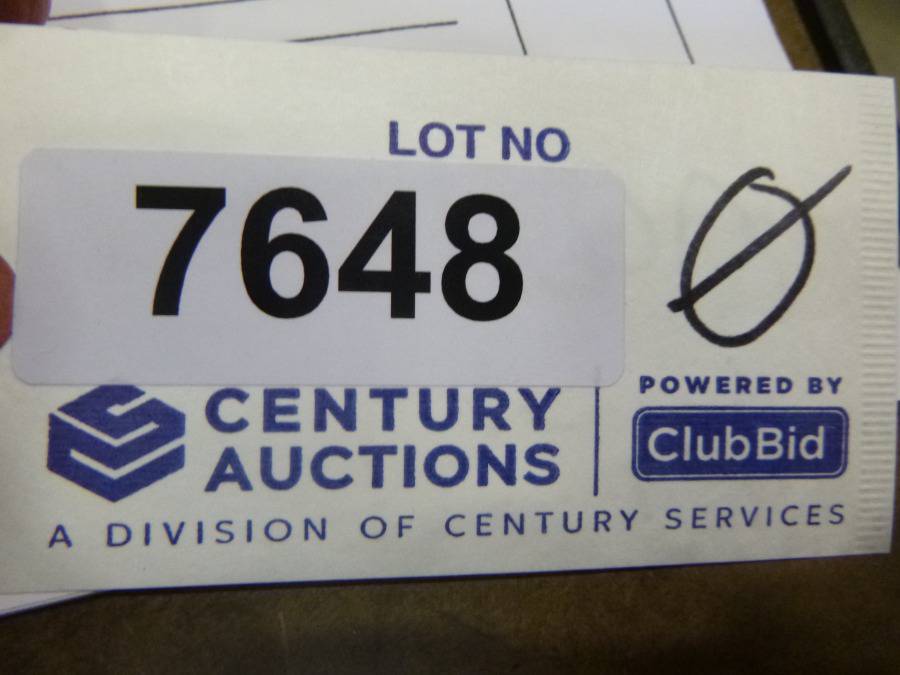 LOT NO
7648
Ø
CENTURY
AUCTIONS
POWERED BY
ClubBid
A DIVISION OF CENTURY SERVICES